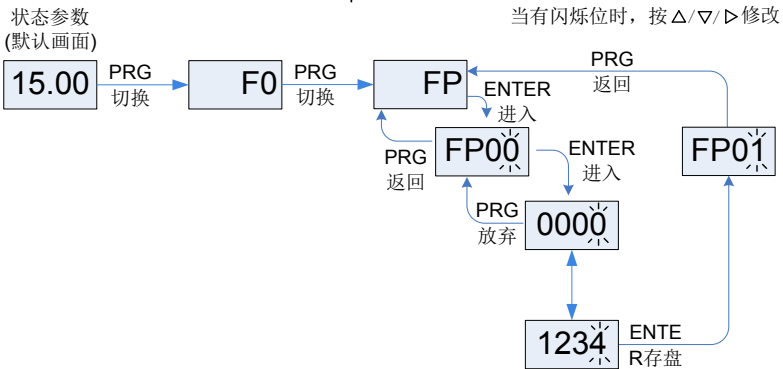 状态参数
(默认画面)
当有闪烁位时，按△/▽/▷修改
15.00
PRG
切换
F0
PRG
切换
FP
ENTER
进入
PRG
返回
PRG
返回
FP00
ENTER
进入
FP01
PRG
放弃
0000
1234
ENTE
R存盘